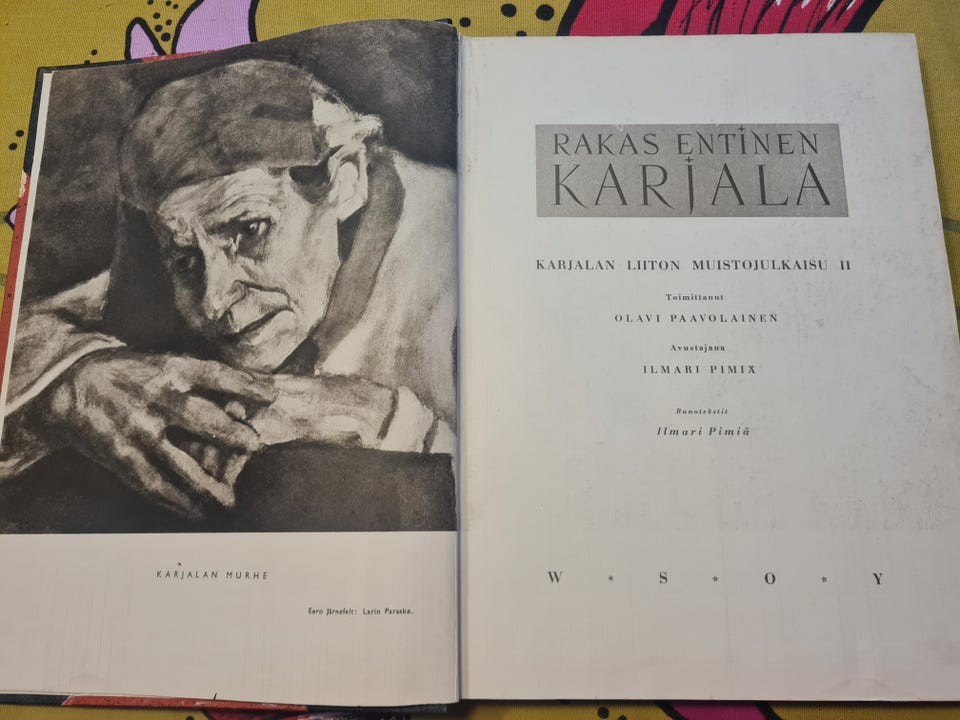 KARJALAN MURHE
Eero Järnefelt: Larin Paraske.
RAKAS ENTINEN
KARJALA
KARJALAN LIITON MUISTOJULKAISU II
Toimittanut
OLAVI PAAVOLAINEN
Avustajana
ILMARI PIMIÄ
Runotekstit
Ilmari Pimiä
W * S * O * Y